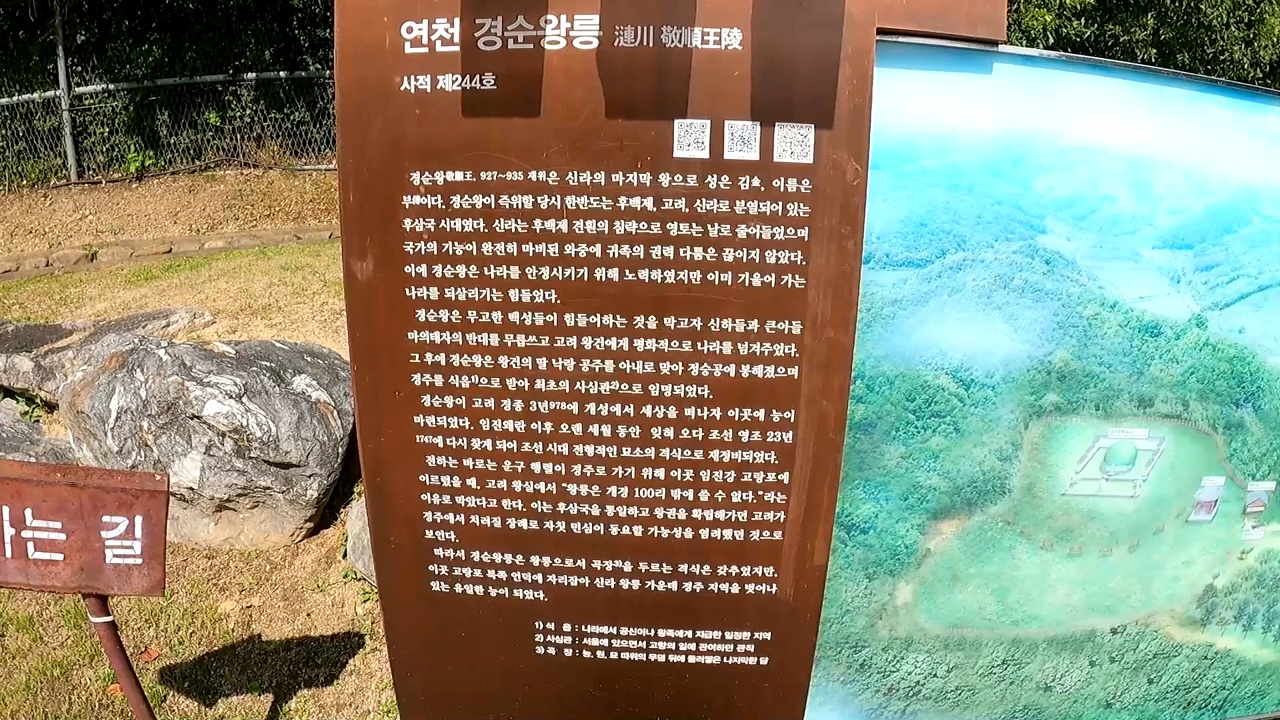 연천 경순왕릉 漣川 敬順王陵
사적 제244호
경순왕敬順王, 927~935 재위은 신라의 마지막 왕으로 성은 김金, 이름은
부傅이다. 경순왕이 즉위할 당시 한반도는 후백제, 고려, 신라로 분열되어 있는
후삼국 시대였다. 신라는 후백제 견훤의 침략으로 영토는 날로 줄어들었으며
국가의 기능이 완전히 마비된 와중에 귀족의 권력 다툼은 끊이지 않았다.
이에 경순왕은 나라를 안정시키기 위해 노력하였지만 이미 기울어 가는
나라를 되살리기는 힘들었다.
경순왕은 무고한 백성들이 힘들어하는 것을 막고자 신하들과 큰아들
마의태자의 반대를 무릅쓰고 고려 왕건에게 평화적으로 나라를 넘겨주었다.
그 후에 경순왕은 왕건의 딸 낙랑 공주를 아내로 맞아 정승공에 봉해졌으며
경주를 식읍1)으로 받아 최초의 사심관2)으로 임명되었다.
경순왕이 고려 경종 3년978에 개성에서 세상을 떠나자 이곳에 능이
마련되었다. 임진왜란 이후 오랜 세월 동안 잊혀 오다 조선 영조 23년
1747에 다시 찾게 되어 조선 시대 전형적인 묘소의 격식으로 재정비되었다.
전하는 바로는 운구 행렬이 경주로 가기 위해 이곳 임진강 고랑포에
이르렀을 때, 고려 왕실에서 "왕릉은 개경 100리 밖에 쓸 수 없다."라는
이유로 막았다고 한다. 이는 후삼국을 통일하고 왕권을 확립해가던 고려가
경주에서 치러질 장례로 자칫 민심이 동요할 가능성을 염려했던 것으로
보인다.
따라서 경순왕릉은 왕릉으로서 곡장3)을 두르는 격식은 갖추었지만,
이곳 고랑포 북쪽 언덕에 자리잡아 신라 왕릉 가운데 경주 지역을 벗어나
있는 유일한 능이 되었다.
1) 식 읍 : 나라에서 공신이나 왕족에게 지급한 일정한 지역
2) 사심관 : 서울에 있으면서 고향의 일에 관여하던 관직
3) 곡 장 : 능, 원, 묘 따위의 무덤 뒤에 둘러쌓은 나지막한 담
는 길